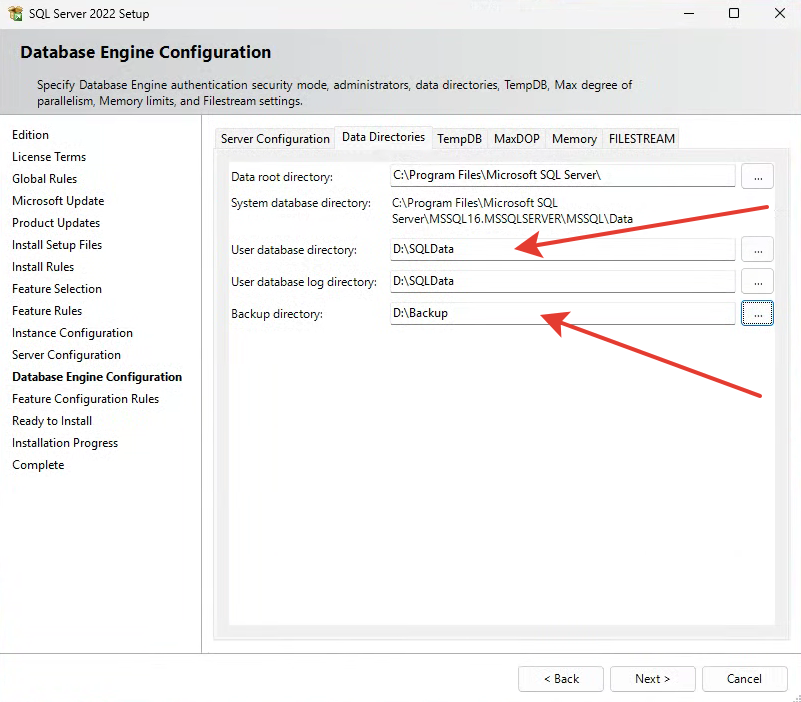 SQL Server 2022 Setup
Database Engine Configuration
Specify Database Engine authentication security mode, administrators, data directories, TempDB, Max degree of
parallelism, Memory limits, and Filestream settings.
Edition
License Terms
Global Rules
Microsoft Update
Product Updates
Install Setup Files
Install Rules
Feature Selection
Feature Rules
Instance Configuration
Server Configuration
Database Engine Configuration
Feature Configuration Rules
Ready to Install
Installation Progress
Complete
Server Configuration Data Directories TempDB MaxDOP Memory FILESTREAM
Data root directory: C:\Program Files\Microsoft SQL Server\ ...
System database directory: C:\Program Files\Microsoft SQL
Server\MSSQL16.MSSQLSERVER\MSSQL\Data
User database directory: D:\SQLData ...
User database log directory: D:\SQLData ...
Backup directory: D:\Backup ...
< Back Next > Cancel